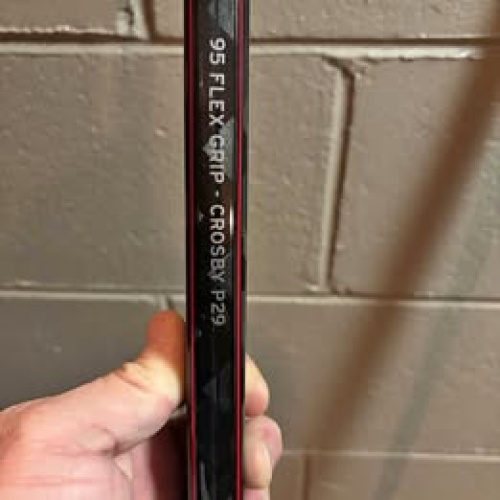 95 FLEX GRIP - CROSBY P29